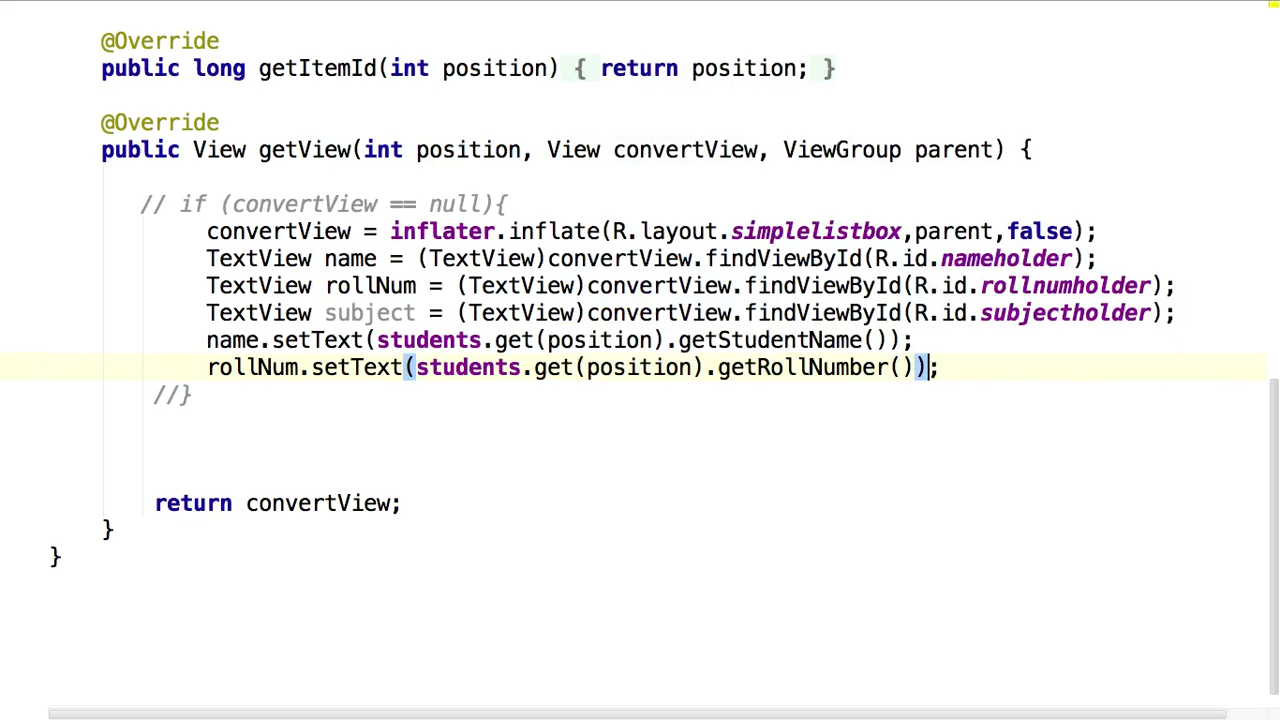 @Override
public long getItemId(int position) { return position; }
@Override
public View getView(int position, View convertView, ViewGroup parent) {
// if (convertView == null){
convertView = inflater.inflate(R.layout.simplelistbox,parent,false);
TextView name = (TextView)convertView.findViewById(R.id.nameholder);
TextView rollNum = (TextView)convertView.findViewById(R.id.rollnumholder);
TextView subject = (TextView)convertView.findViewById(R.id.subjectholder);
name.setText(students.get(position).getStudentName());
rollNum.setText(students.get(position).getRollNumber());
//}
return convertView;
}
}